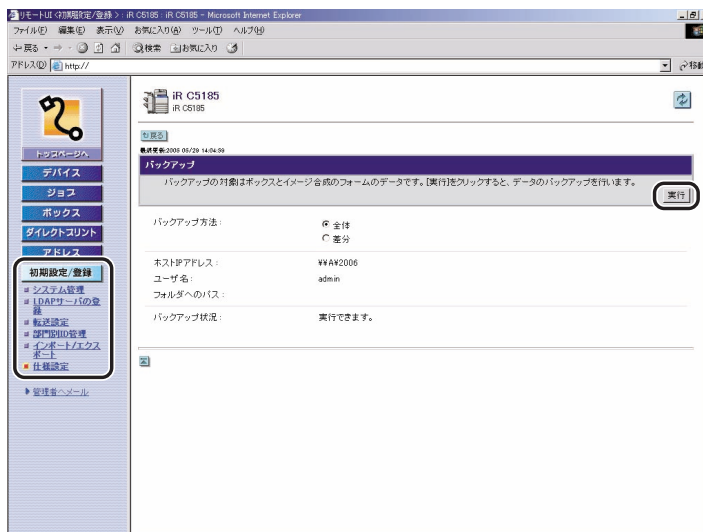 リモートUI <初期設定/登録> : iR C5185 : iR C5185 - Microsoft Internet Explorer
ファイル(F) 編集(E) 表示(V) お気に入り(A) ツール(T) ヘルプ(H)
戻る 検索 お気に入り
アドレス(D) http:// 移動
iR C5185
iR C5185
トップページへ
デバイス
ジョブ
ボックス
ダイレクトプリント
アドレス
初期設定/登録
システム管理
LDAPサーバの登録
転送設定
部門別ID管理
インポート/エクスポート
仕様設定
管理者へメール
戻る
最終更新:2006 05/29 14:04:59
バックアップ
バックアップの対象はボックスとイメージ合成のフォームのデータです。[実行]をクリックすると、データのバックアップを行います。
実行
バックアップ方法 : 全体
差分
ホストIPアドレス : ¥¥A¥2006
ユーザ名 : admin
フォルダへのパス :
バックアップ状況 : 実行できます。